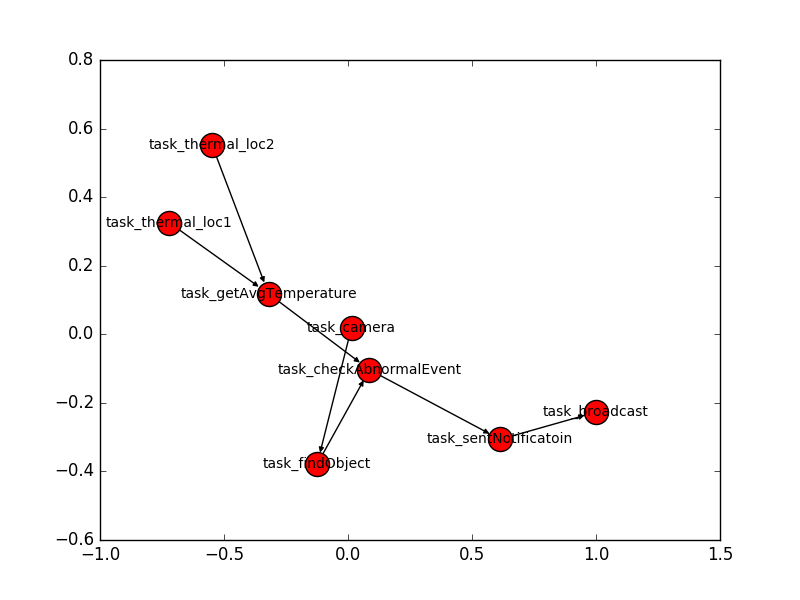 0.8
task_thermal_loc2
0.6
0.4
task_thermal_loc1
0.2
task_getAvgTemperature
0.0
task_camera
task_checkAbnormalEvent
−0.2
task_broadcast
task_sentNotificatoin
−0.4
task_findObject
−0.6
−1.0 −0.5 0.0 0.5 1.0 1.5